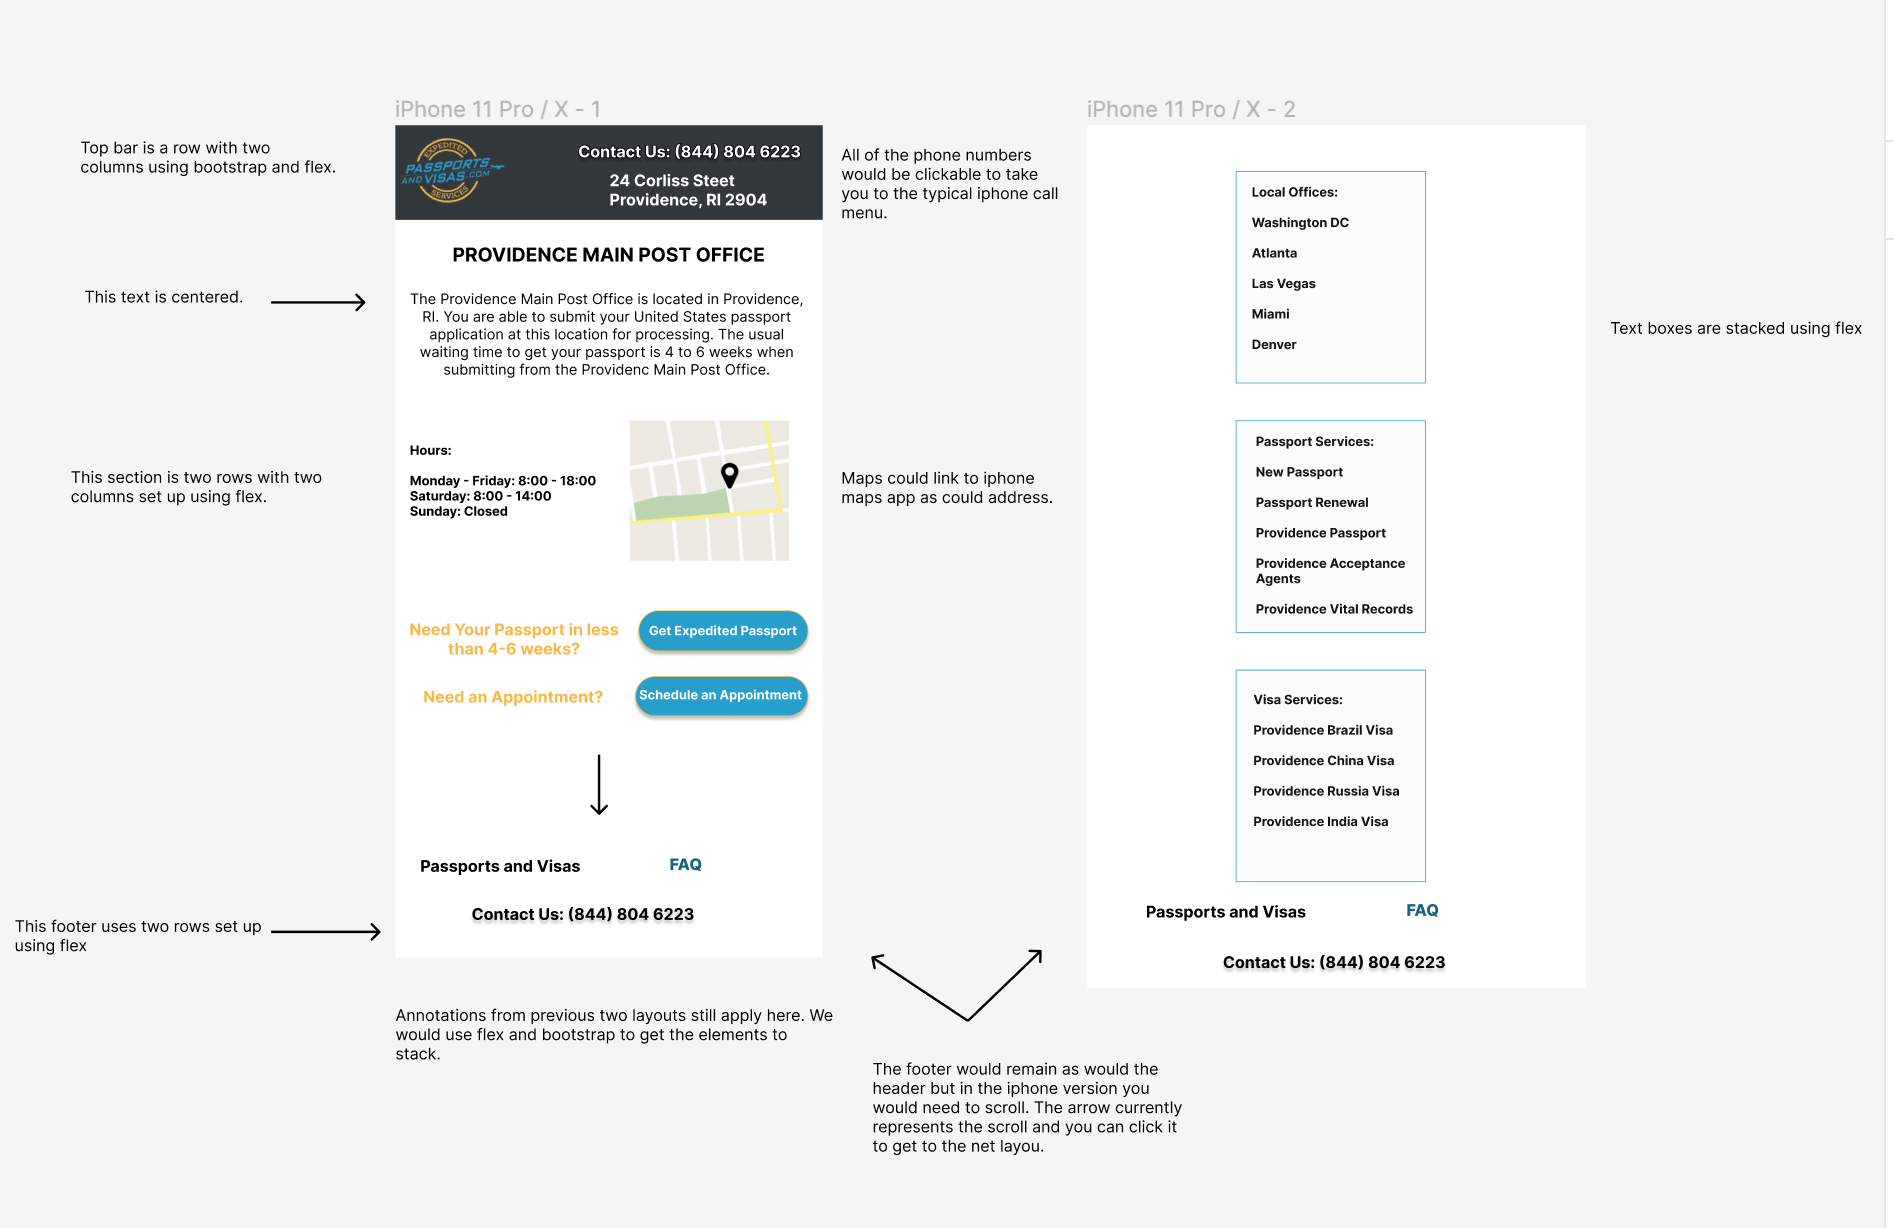 iPhone 11 Pro / X - 1
iPhone 11 Pro / X - 2
Top bar is a row with two
columns using bootstrap and flex.
EXPEDITED
PASSPORTS
AND VISAS.COM
SERVICES
Contact Us: (844) 804 6223
24 Corliss Steet
Providence, RI 2904
All of the phone numbers
would be clickable to take
you to the typical iphone call
menu.
PROVIDENCE MAIN POST OFFICE
This text is centered.
The Providence Main Post Office is located in Providence,
RI. You are able to submit your United States passport
application at this location for processing. The usual
waiting time to get your passport is 4 to 6 weeks when
submitting from the Providenc Main Post Office.
This section is two rows with two
columns set up using flex.
Hours:
Monday - Friday: 8:00 - 18:00
Saturday: 8:00 - 14:00
Sunday: Closed
Maps could link to iphone
maps app as could address.
Need Your Passport in less
than 4-6 weeks?
Get Expedited Passport
Need an Appointment?
Schedule an Appointment
Passports and Visas
FAQ
Contact Us: (844) 804 6223
This footer uses two rows set up
using flex
Annotations from previous two layouts still apply here. We
would use flex and bootstrap to get the elements to
stack.
Local Offices:
Washington DC
Atlanta
Las Vegas
Miami
Denver
Text boxes are stacked using flex
Passport Services:
New Passport
Passport Renewal
Providence Passport
Providence Acceptance
Agents
Providence Vital Records
Visa Services:
Providence Brazil Visa
Providence China Visa
Providence Russia Visa
Providence India Visa
Passports and Visas
FAQ
Contact Us: (844) 804 6223
The footer would remain as would the
header but in the iphone version you
would need to scroll. The arrow currently
represents the scroll and you can click it
to get to the net layou.